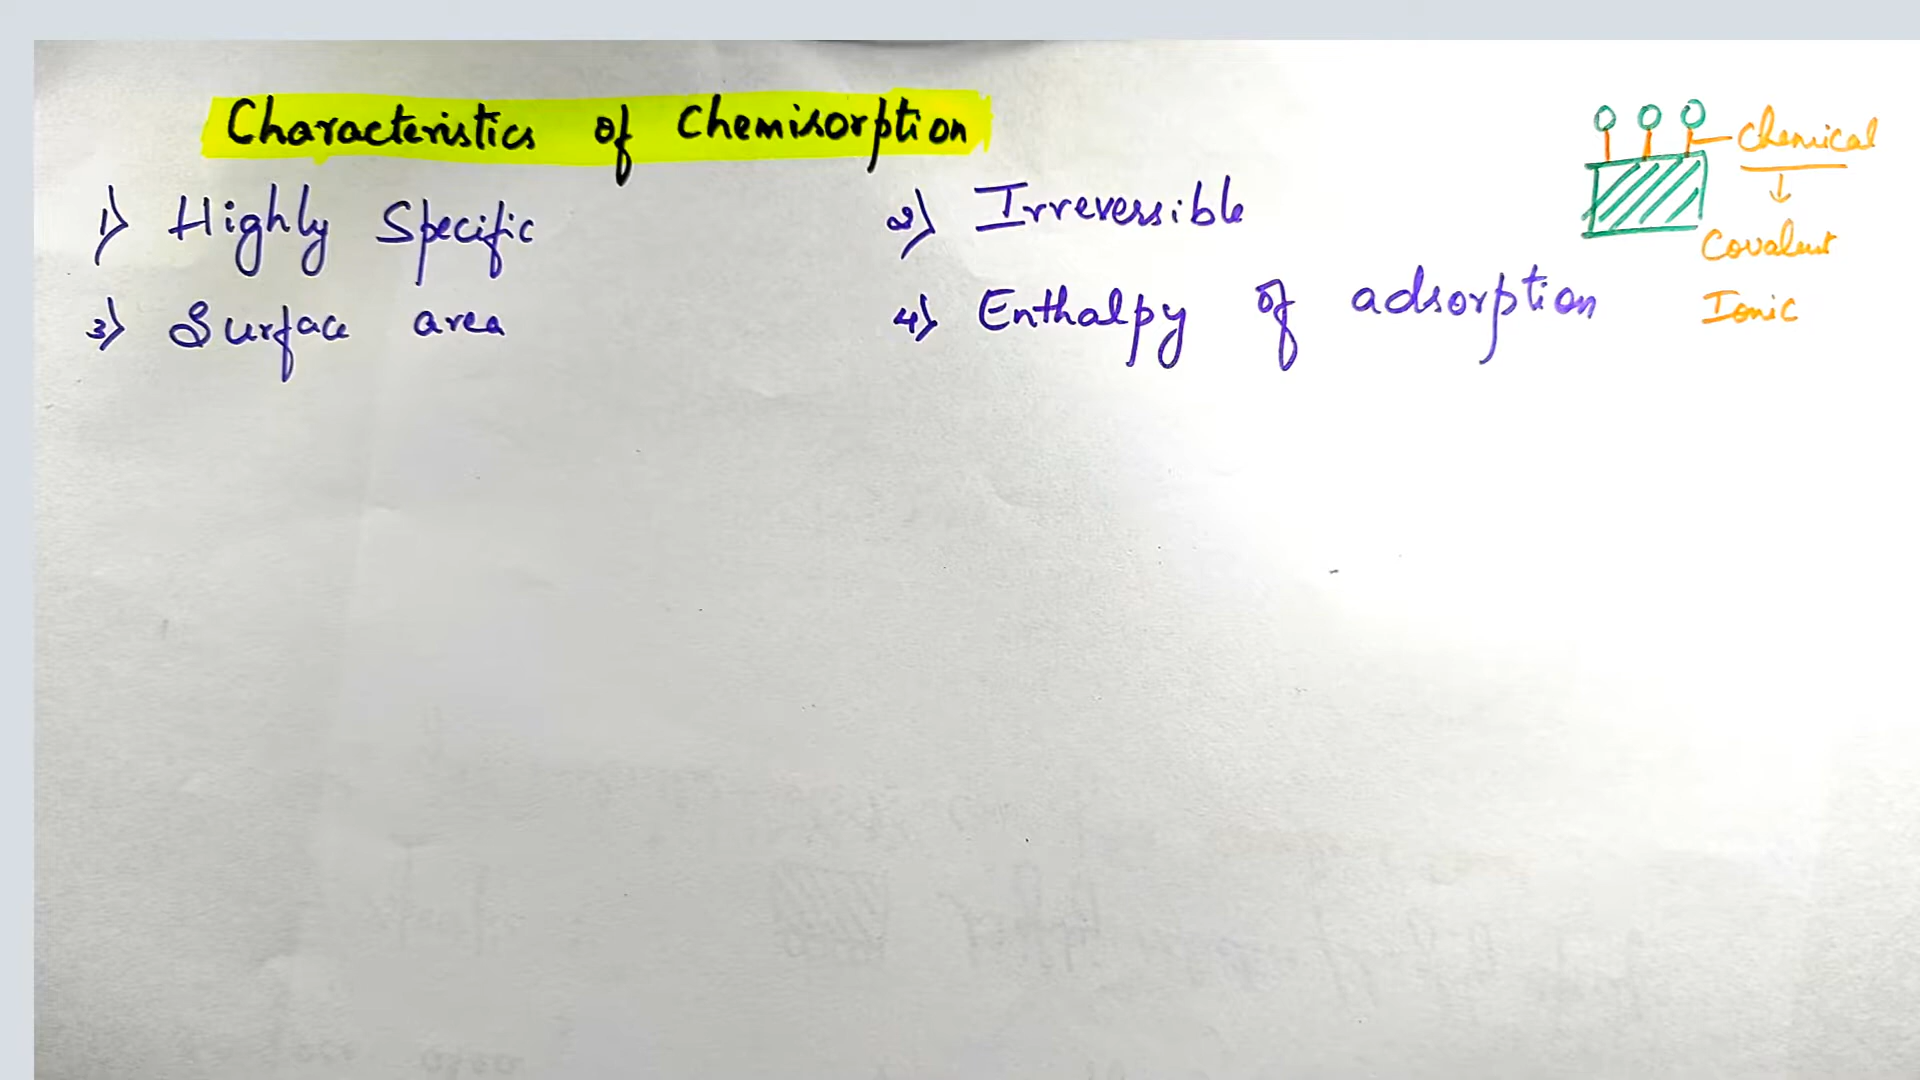 Characteristics of Chemisorption
1) Highly Specific
2) Irreversible
3) Surface area
4) Enthalpy of adsorption
Chemical
↓
Covalent
Ionic